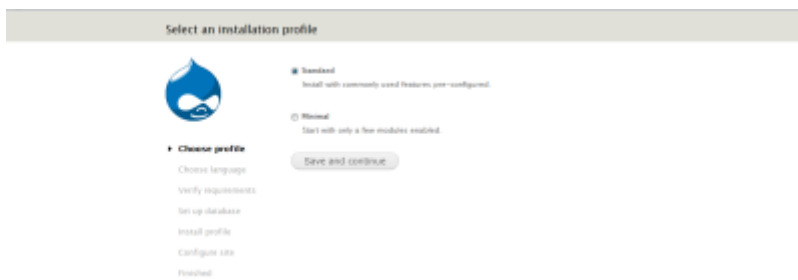 Select an installation profile
Standard
Install with commonly used features pre-configured.
Minimal
Start with only a few modules enabled.
Save and continue
Choose profile
Choose language
Verify requirements
Set up database
Install profile
Configure site
Finished